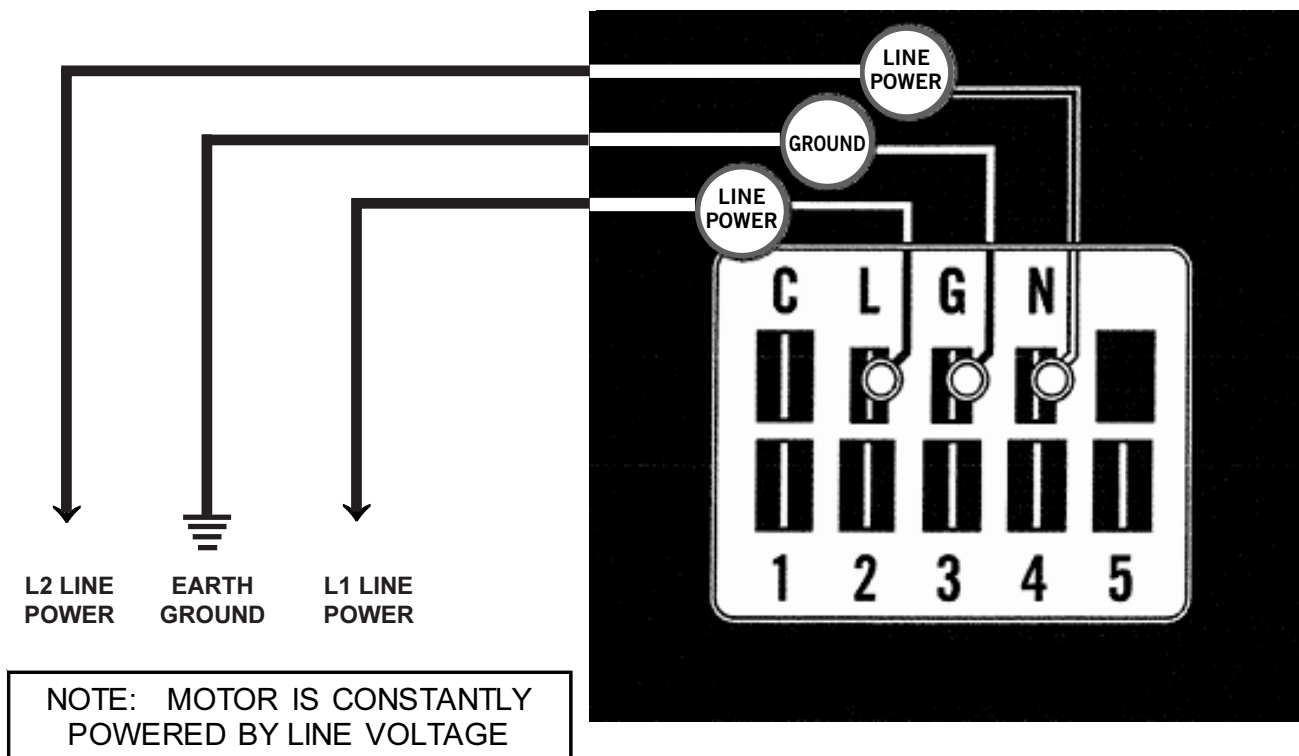 LINE
POWER
GROUND
LINE
POWER
C L G N
1 2 3 4 5
L2 LINE
POWER
EARTH
GROUND
L1 LINE
POWER
NOTE: MOTOR IS CONSTANTLY
POWERED BY LINE VOLTAGE